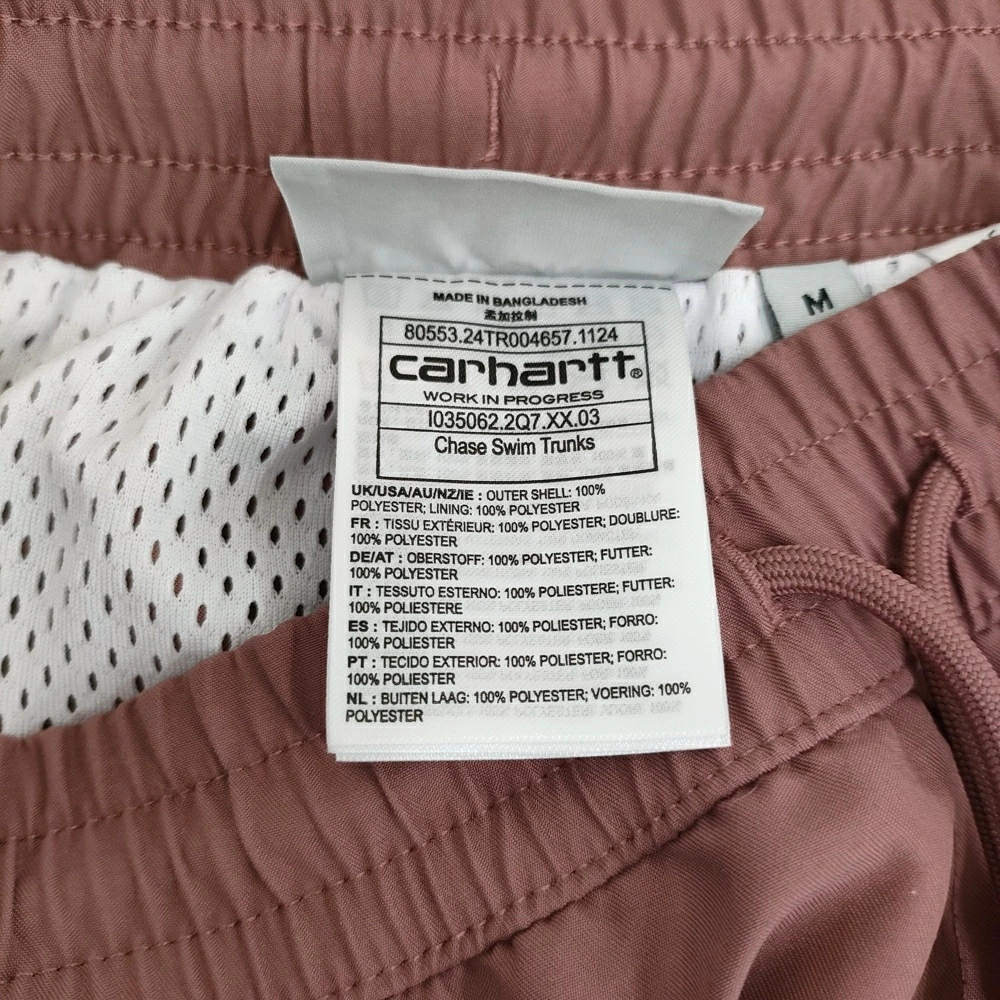 MADE IN BANGLADESH
孟加拉制
80553.24TR004657.1124
carhartt®
WORK IN PROGRESS
I035062.2Q7.XX.03
Chase Swim Trunks
UK/USA/AU/NZ/IE : OUTER SHELL: 100%
POLYESTER; LINING: 100% POLYESTER
FR : TISSU EXTÉRIEUR: 100% POLYESTER; DOUBLURE:
100% POLYESTER
DE/AT : OBERSTOFF: 100% POLYESTER; FUTTER:
100% POLYESTER
IT : TESSUTO ESTERNO: 100% POLIESTERE; FUTTER:
100% POLIESTERE
ES : TEJIDO EXTERNO: 100% POLIESTER; FORRO:
100% POLIESTER
PT : TECIDO EXTERIOR: 100% POLIESTER; FORRO:
100% POLIESTER
NL : BUITEN LAAG: 100% POLYESTER; VOERING: 100%
POLYESTER
M